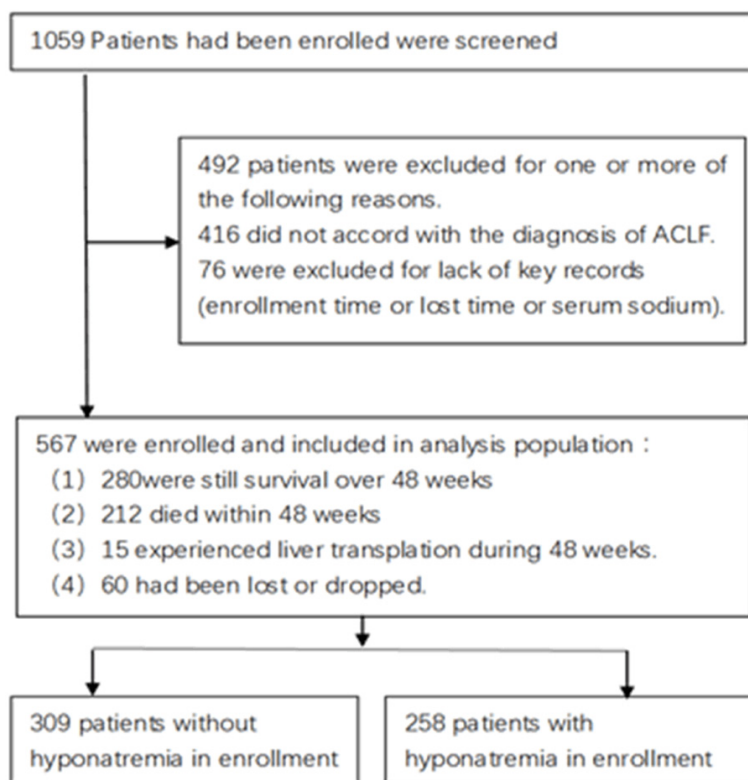 1059 Patients had been enrolled were screened
492 patients were excluded for one or more of
the following reasons.
416 did not accord with the diagnosis of ACLF.
76 were excluded for lack of key records
(enrollment time or lost time or serum sodium).
567 were enrolled and included in analysis population：
(1) 280were still survival over 48 weeks
(2) 212 died within 48 weeks
(3) 15 experienced liver transplation during 48 weeks.
(4) 60 had been lost or dropped.
309 patients without
hyponatremia in enrollment
258 patients with
hyponatremia in enrollment